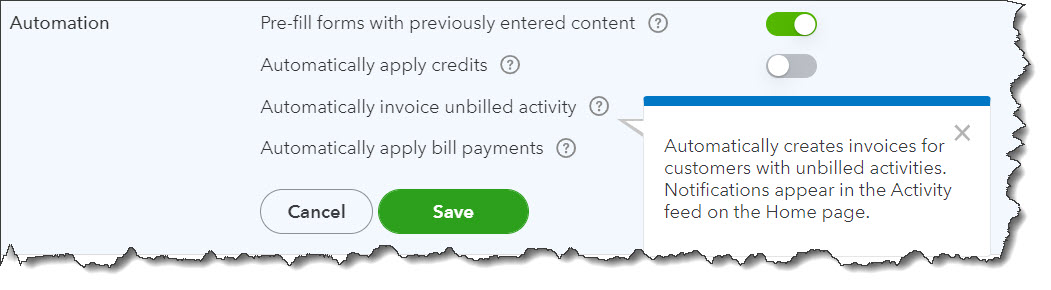 Automation
Pre-fill forms with previously entered content ?
Automatically apply credits ?
Automatically invoice unbilled activity ?
Automatically apply bill payments ?
Cancel
Save
Automatically creates invoices for
customers with unbilled activities.
Notifications appear in the Activity
feed on the Home page.